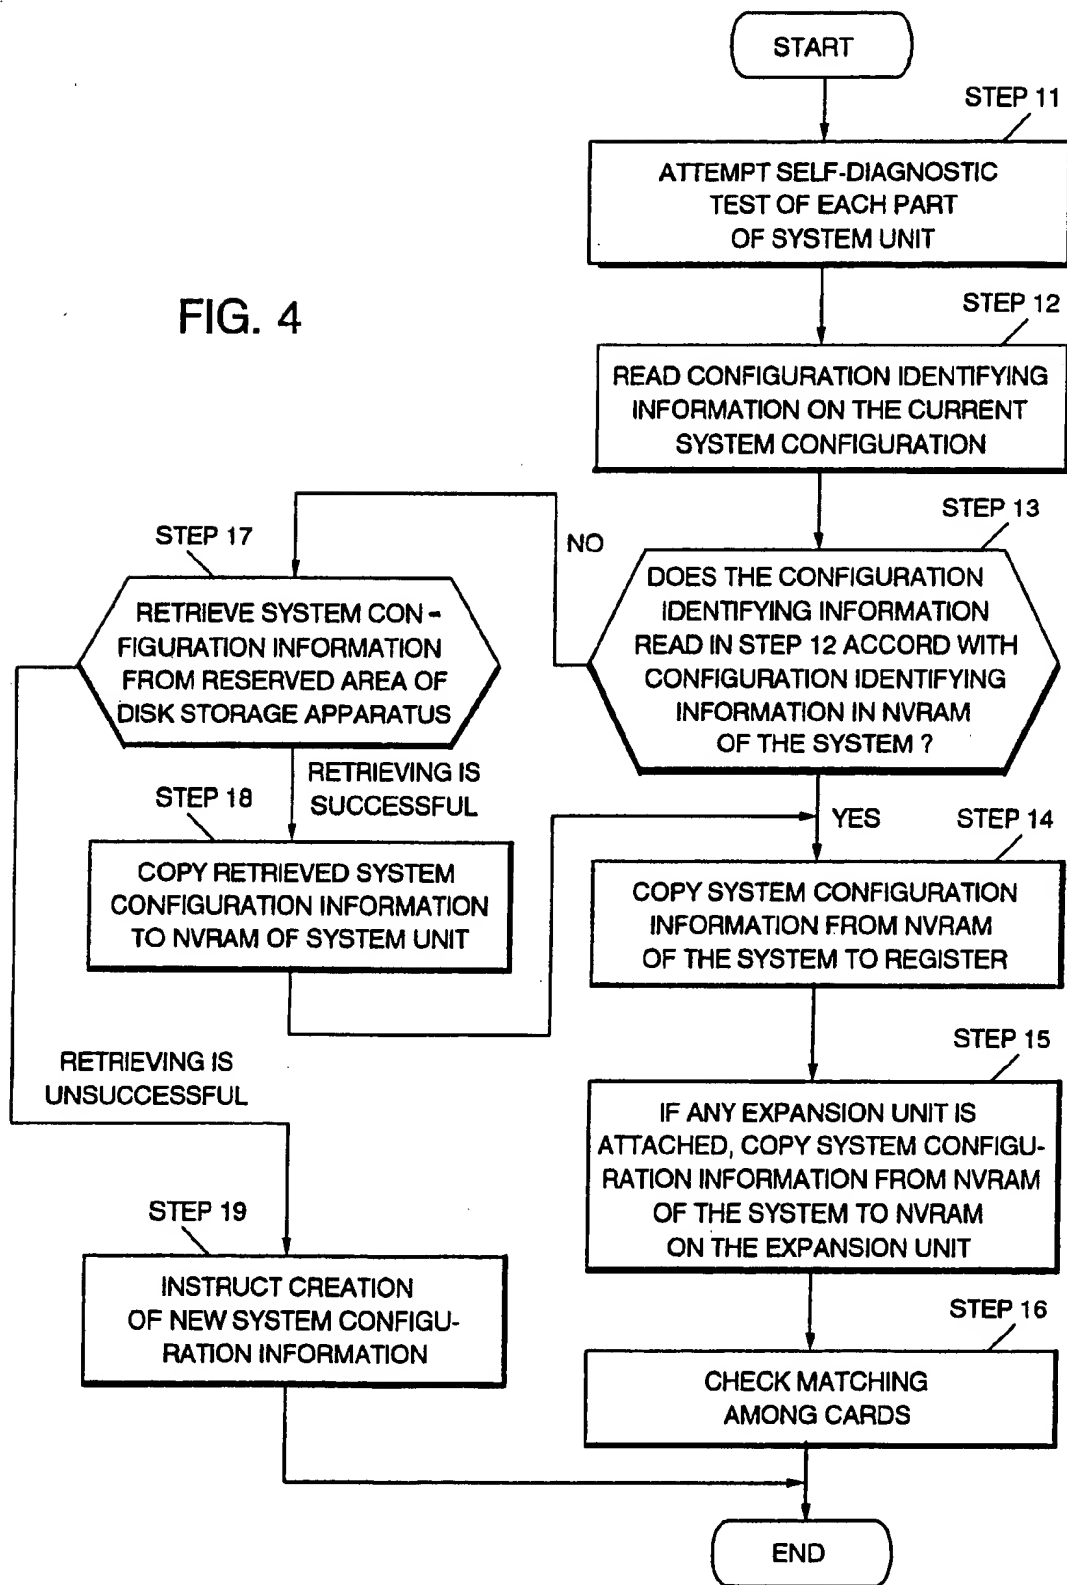 START
STEP 11
ATTEMPT SELF-DIAGNOSTIC
TEST OF EACH PART
OF SYSTEM UNIT
FIG. 4
STEP 12
READ CONFIGURATION IDENTIFYING
INFORMATION ON THE CURRENT
SYSTEM CONFIGURATION
STEP 13
NO
DOES THE CONFIGURATION
IDENTIFYING INFORMATION
READ IN STEP 12 ACCORD WITH
CONFIGURATION IDENTIFYING
INFORMATION IN NVRAM
OF THE SYSTEM ?
STEP 17
RETRIEVE SYSTEM CON-
FIGURATION INFORMATION
FROM RESERVED AREA OF
DISK STORAGE APPARATUS
RETRIEVING IS
SUCCESSFUL
STEP 18
COPY RETRIEVED SYSTEM
CONFIGURATION INFORMATION
TO NVRAM OF SYSTEM UNIT
YES
STEP 14
COPY SYSTEM CONFIGURATION
INFORMATION FROM NVRAM
OF THE SYSTEM TO REGISTER
RETRIEVING IS
UNSUCCESSFUL
STEP 15
IF ANY EXPANSION UNIT IS
ATTACHED, COPY SYSTEM CONFIGU-
RATION INFORMATION FROM NVRAM
OF THE SYSTEM TO NVRAM
ON THE EXPANSION UNIT
STEP 19
INSTRUCT CREATION
OF NEW SYSTEM CONFIGU-
RATION INFORMATION
STEP 16
CHECK MATCHING
AMONG CARDS
END